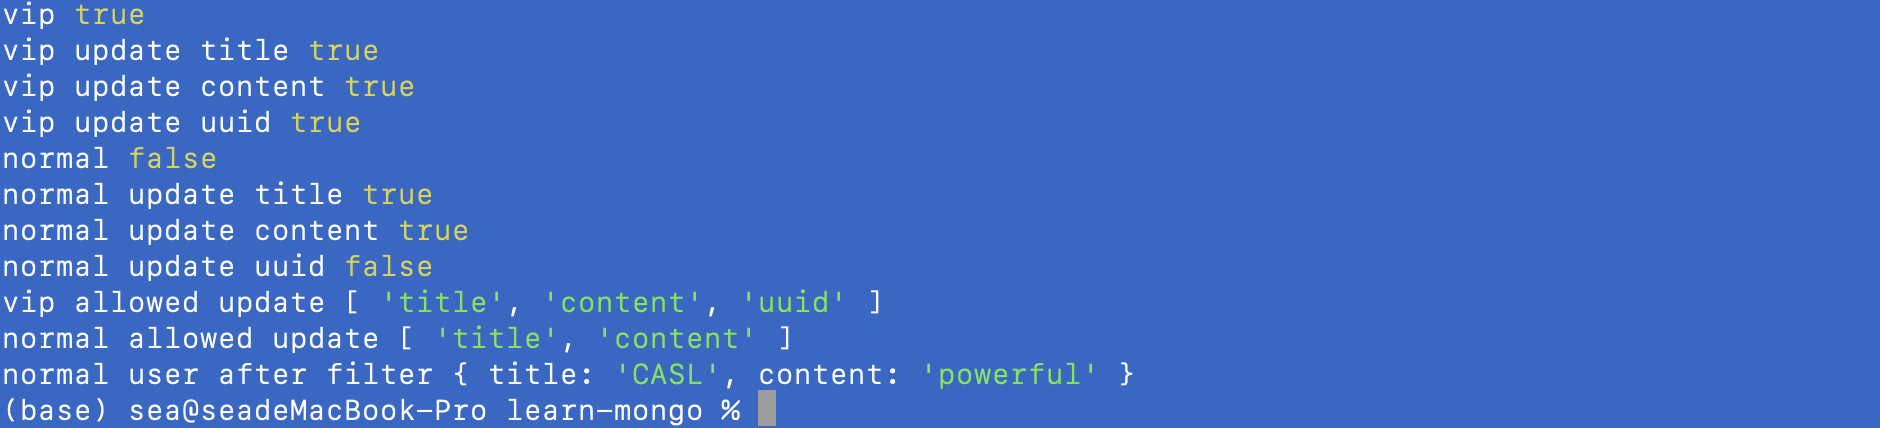 vip true
vip update title true
vip update content true
vip update uuid true
normal false
normal update title true
normal update content true
normal update uuid false
vip allowed update [ 'title', 'content', 'uuid' ]
normal allowed update [ 'title', 'content' ]
normal user after filter { title: 'CASL', content: 'powerful' }
(base) sea@seadeMacBook-Pro learn-mongo %